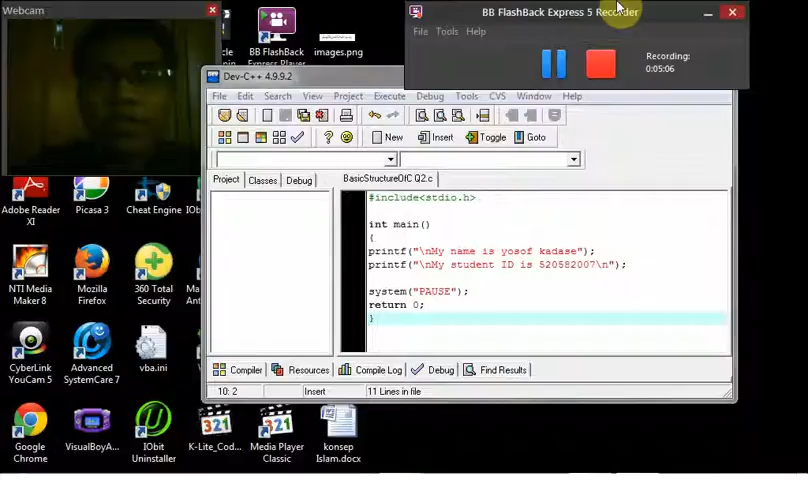 Webcam
BB FlashBack Express 5 Recorder
File Tools Help
Recording:
0:05:06
BB FlashBack
Express Player
images.png
Dev-C++ 4.9.9.2
File Edit Search View Project Execute Debug Tools CVS Window Help
New Insert Toggle Goto
Project Classes Debug
BasicStructureOfC Q2.c
#include<stdio.h>
int main()
{
printf("\nMy name is yosof kadase");
printf("\nMy student ID is 520582007\n");
system("PAUSE");
return 0;
}
Compiler Resources Compile Log Debug Find Results
10: 2 Insert 11 Lines in file
Adobe Reader
XI
Picasa 3
Cheat Engine
NTI Media
Maker 8
Mozilla
Firefox
360 Total
Security
CyberLink
YouCam 5
Advanced
SystemCare 7
vba.ini
Google
Chrome
VisualBoyA...
IObit
Uninstaller
K-Lite_Cod...
Media Player
Classic
konsep
Islam.docx